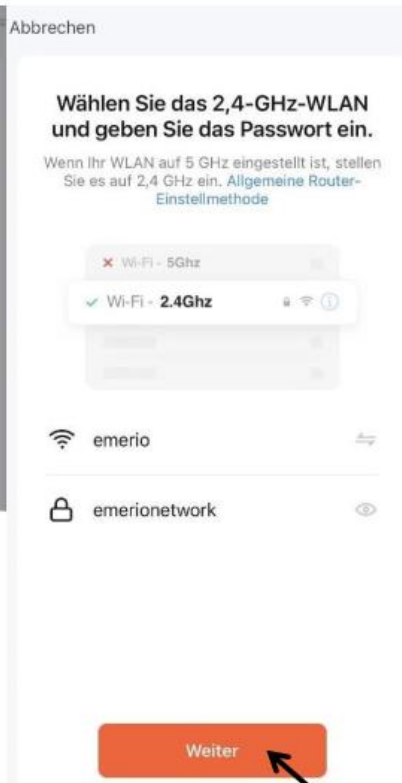 Abbrechen
Wählen Sie das 2,4-GHz-WLAN
und geben Sie das Passwort ein.
Wenn Ihr WLAN auf 5 GHz eingestellt ist, stellen
Sie es auf 2,4 GHz ein. Allgemeine Router-
Einstellmethode
Wi-Fi - 5Ghz
Wi-Fi - 2.4Ghz
emerio
emerionetwork
Weiter